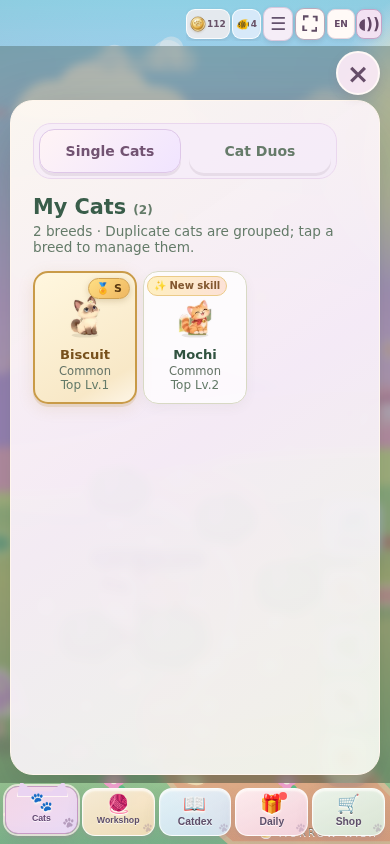 112
4
EN
Single Cats
Cat Duos
My Cats (2)
2 breeds · Duplicate cats are grouped; tap a
breed to manage them.
S
New skill
Biscuit
Common
Top Lv.1
Mochi
Common
Top Lv.2
Cats
Workshop
Catdex
Daily
Shop